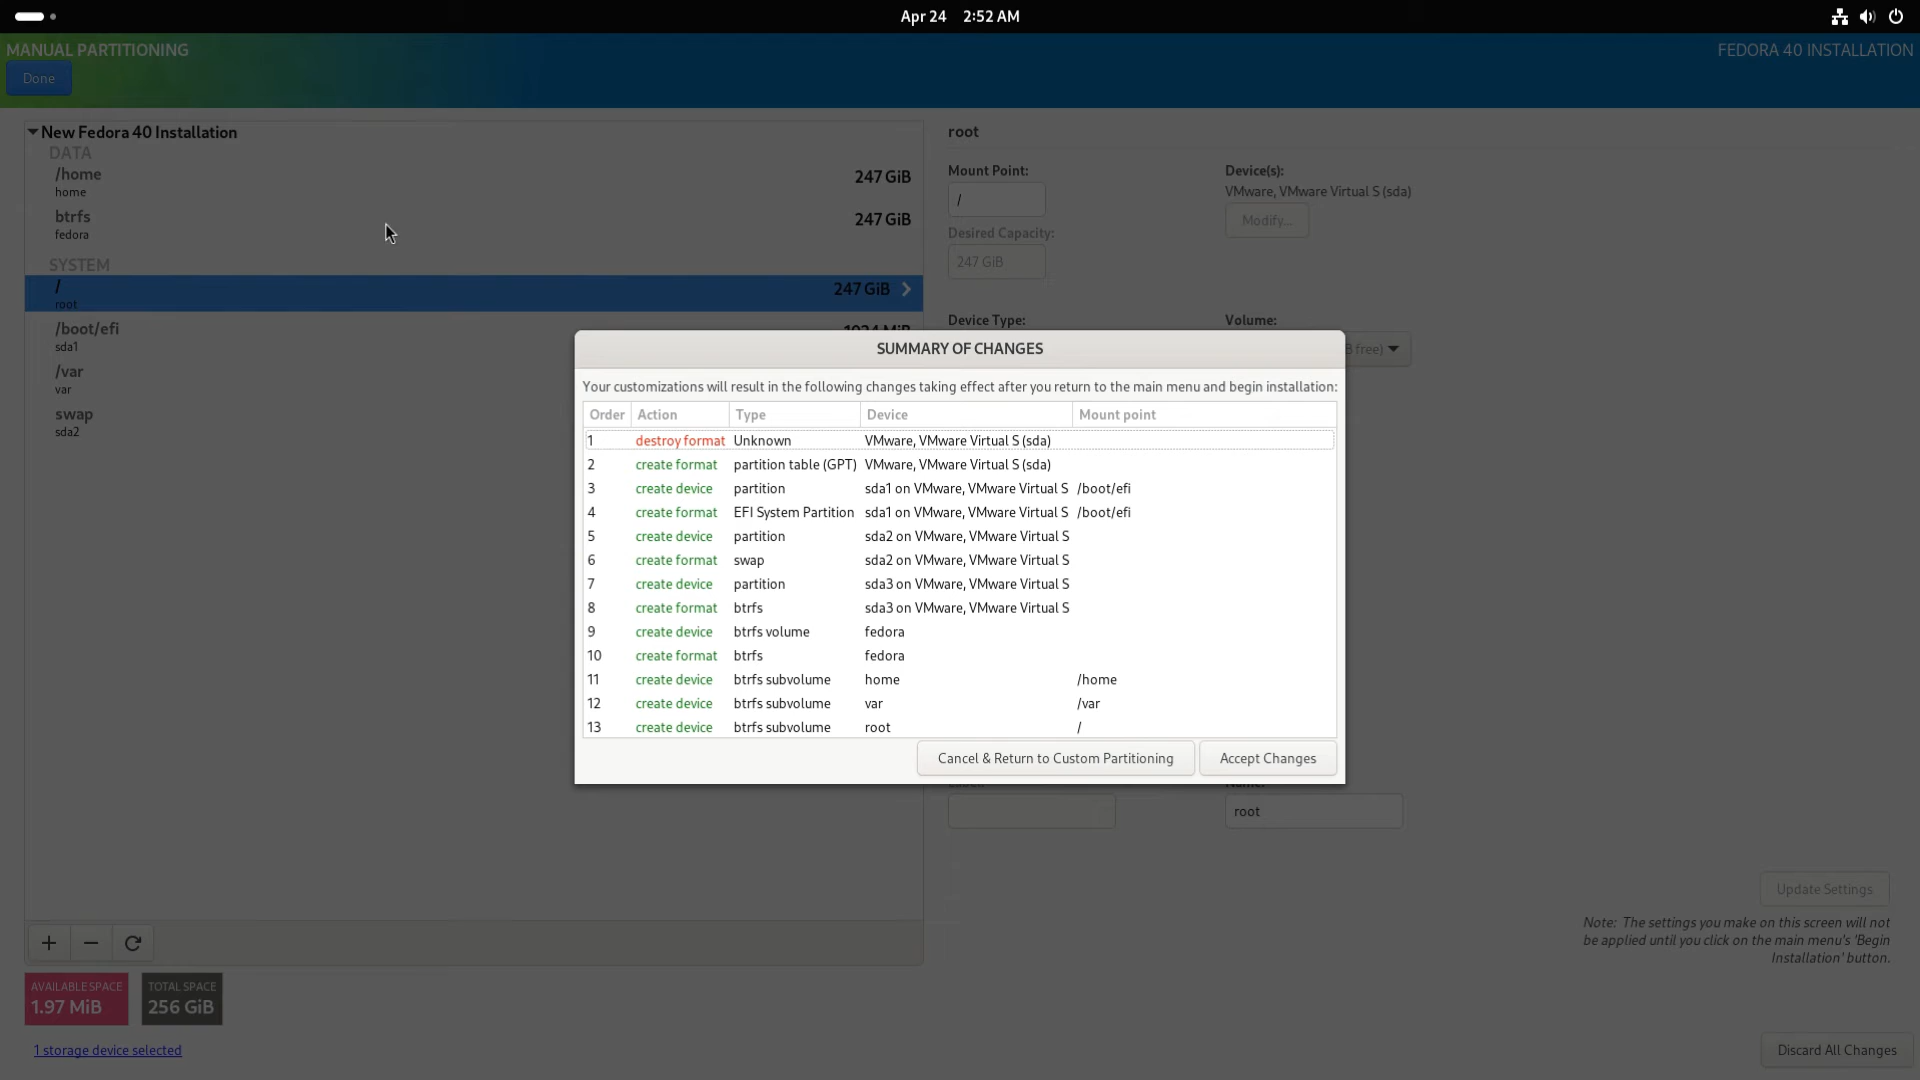 Apr 24 2:52 AM
MANUAL PARTITIONING
FEDORA 40 INSTALLATION
Done
New Fedora 40 Installation
DATA
/home 247 GiB
home
btrfs 247 GiB
fedora
SYSTEM
/ 247 GiB
root
/boot/efi
sda1
/var
var
swap
sda2
root
Mount Point:
/
Desired Capacity:
247 GiB
Device(s):
VMware, VMware Virtual S (sda)
Modify...
Device Type:
Volume:
B free)
SUMMARY OF CHANGES
Your customizations will result in the following changes taking effect after you return to the main menu and begin installation:
Order Action Type Device Mount point
1 destroy format Unknown VMware, VMware Virtual S (sda)
2 create format partition table (GPT) VMware, VMware Virtual S (sda)
3 create device partition sda1 on VMware, VMware Virtual S /boot/efi
4 create format EFI System Partition sda1 on VMware, VMware Virtual S /boot/efi
5 create device partition sda2 on VMware, VMware Virtual S
6 create format swap sda2 on VMware, VMware Virtual S
7 create device partition sda3 on VMware, VMware Virtual S
8 create format btrfs sda3 on VMware, VMware Virtual S
9 create device btrfs volume fedora
10 create format btrfs fedora
11 create device btrfs subvolume home /home
12 create device btrfs subvolume var /var
13 create device btrfs subvolume root /
Cancel & Return to Custom Partitioning
Accept Changes
root
Update Settings
Note: The settings you make on this screen will not
be applied until you click on the main menu's 'Begin
Installation' button.
AVAILABLE SPACE
1.97 MiB
TOTAL SPACE
256 GiB
1 storage device selected
Discard All Changes